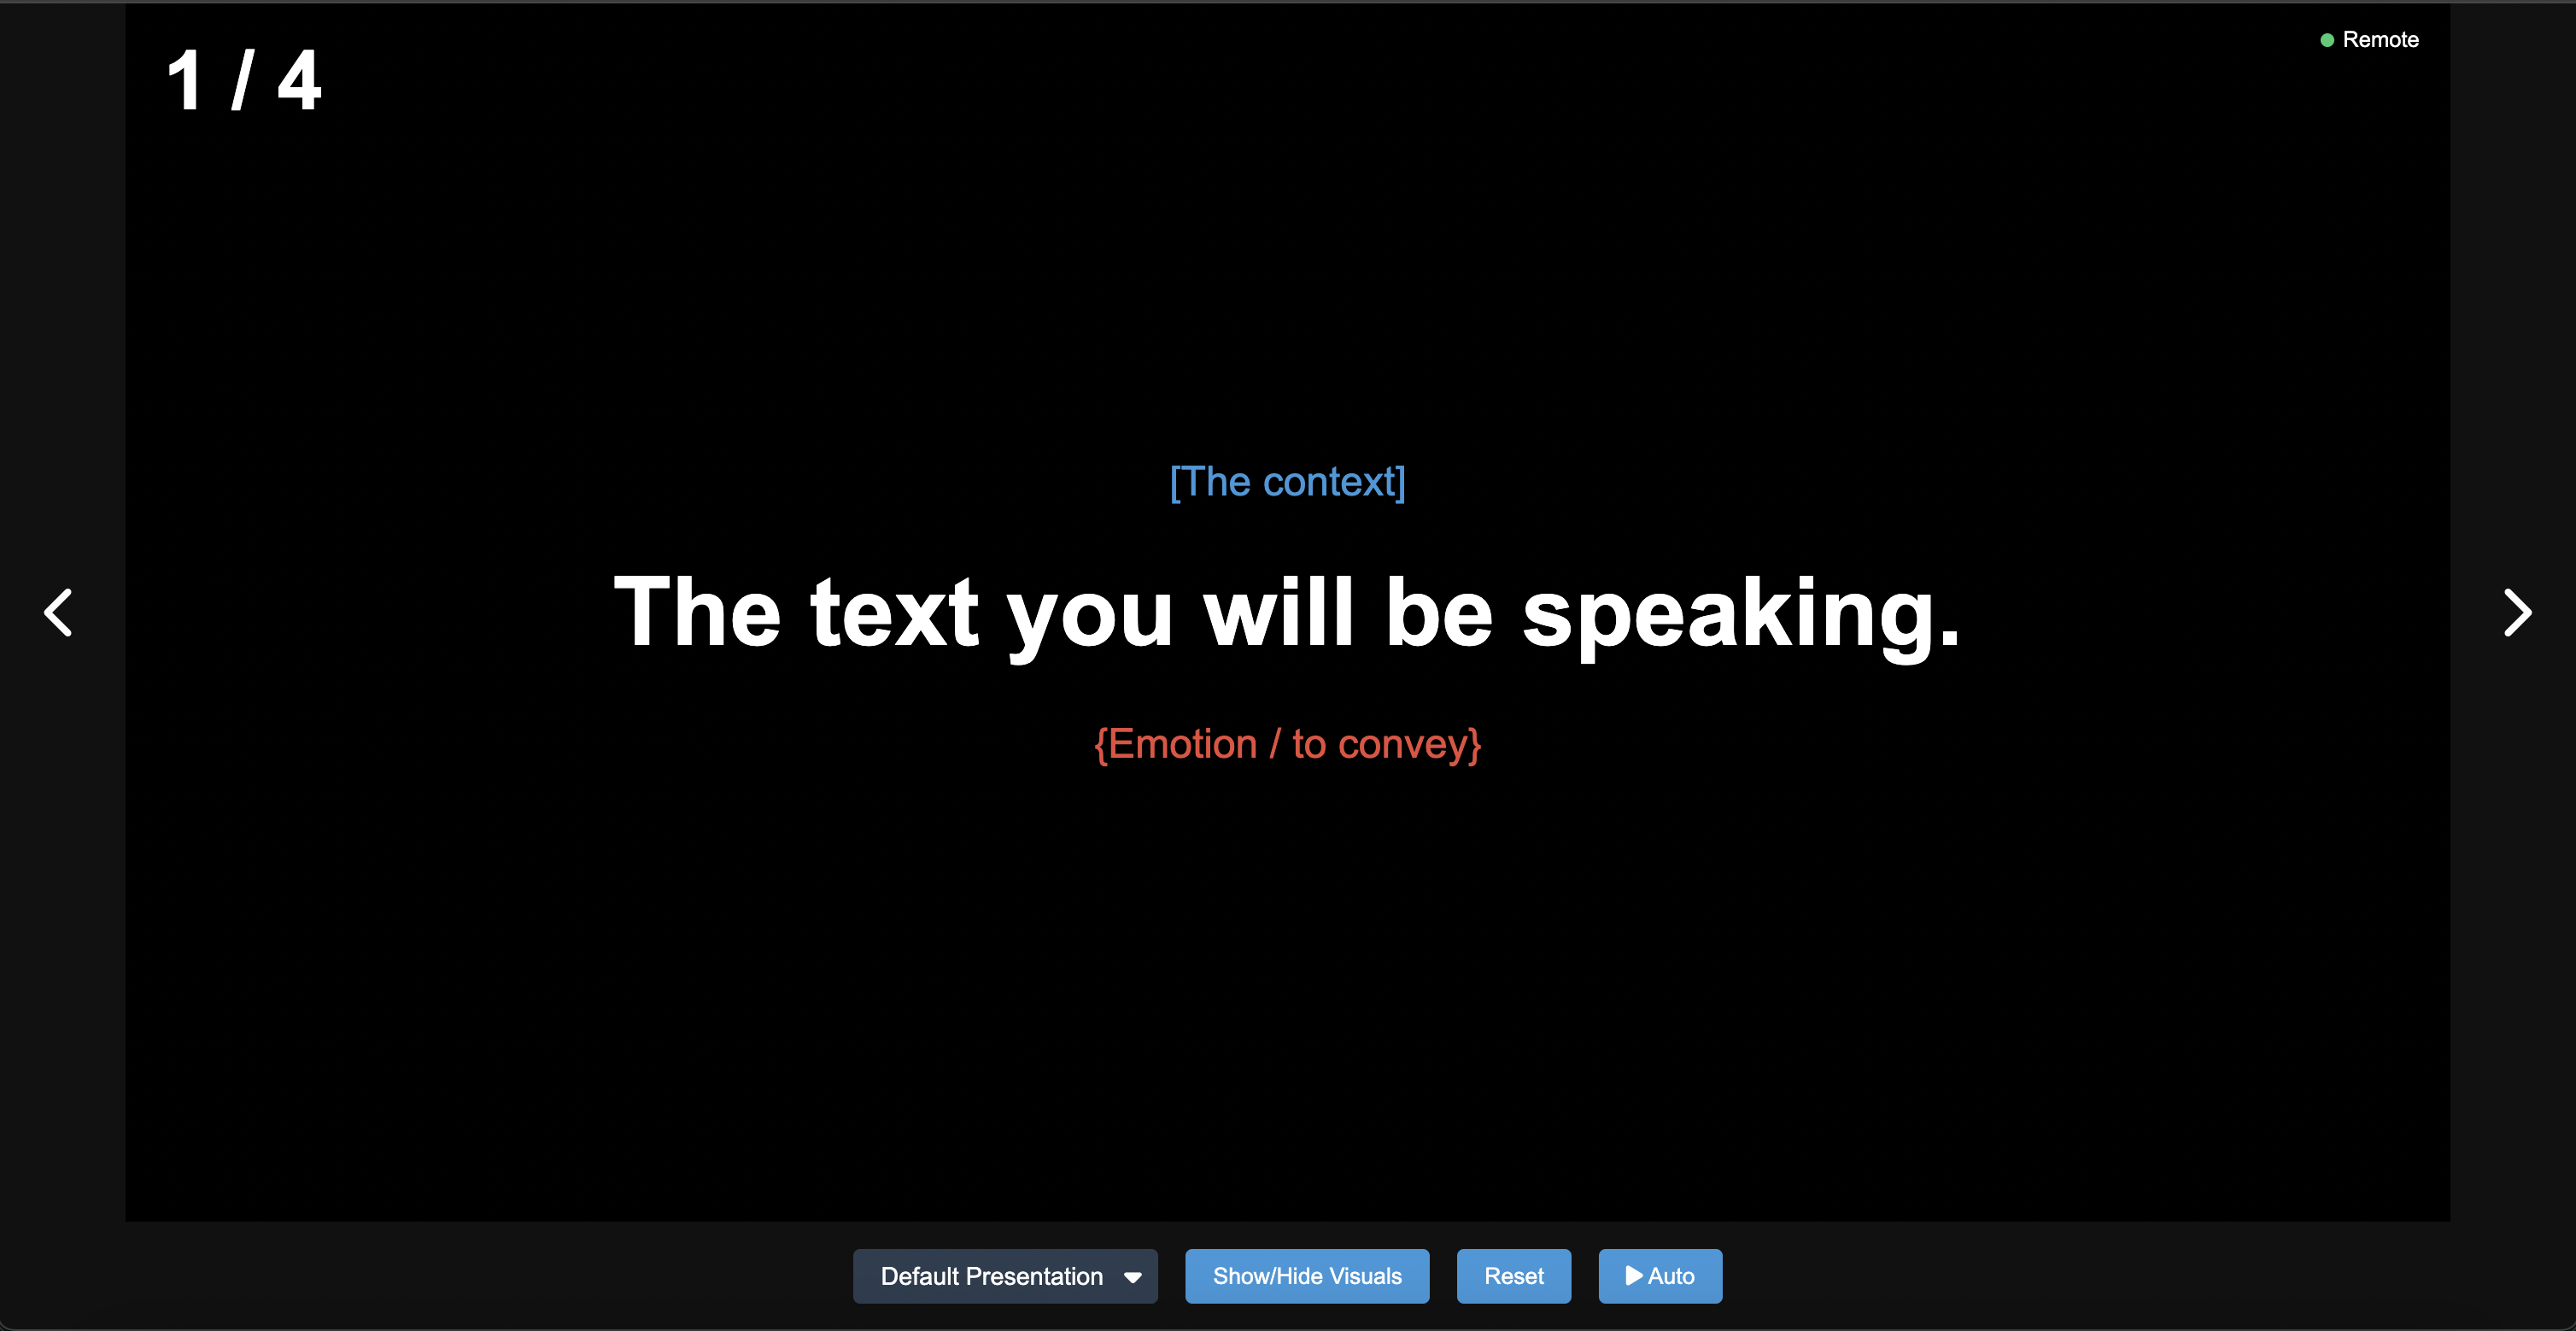 1 / 4
Remote
[The context]
The text you will be speaking.
{Emotion / to convey}
Default Presentation
Show/Hide Visuals
Reset
Auto